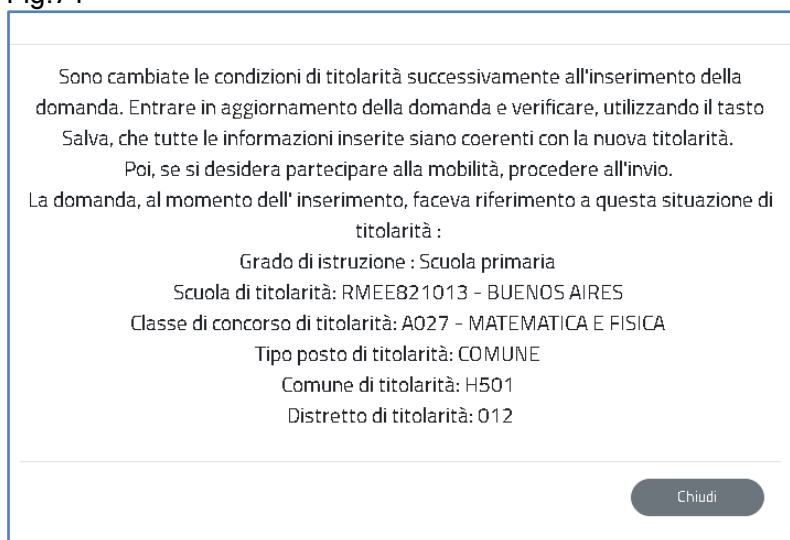 Sono cambiate le condizioni di titolarità successivamente all'inserimento della
domanda. Entrare in aggiornamento della domanda e verificare, utilizzando il tasto
Salva, che tutte le informazioni inserite siano coerenti con la nuova titolarità.
Poi, se si desidera partecipare alla mobilità, procedere all'invio.
La domanda, al momento dell' inserimento, faceva riferimento a questa situazione di
titolarità :
Grado di istruzione : Scuola primaria
Scuola di titolarità: RMEE821013 - BUENOS AIRES
Classe di concorso di titolarità: A027 - MATEMATICA E FISICA
Tipo posto di titolarità: COMUNE
Comune di titolarità: H501
Distretto di titolarità: 012
Chiudi